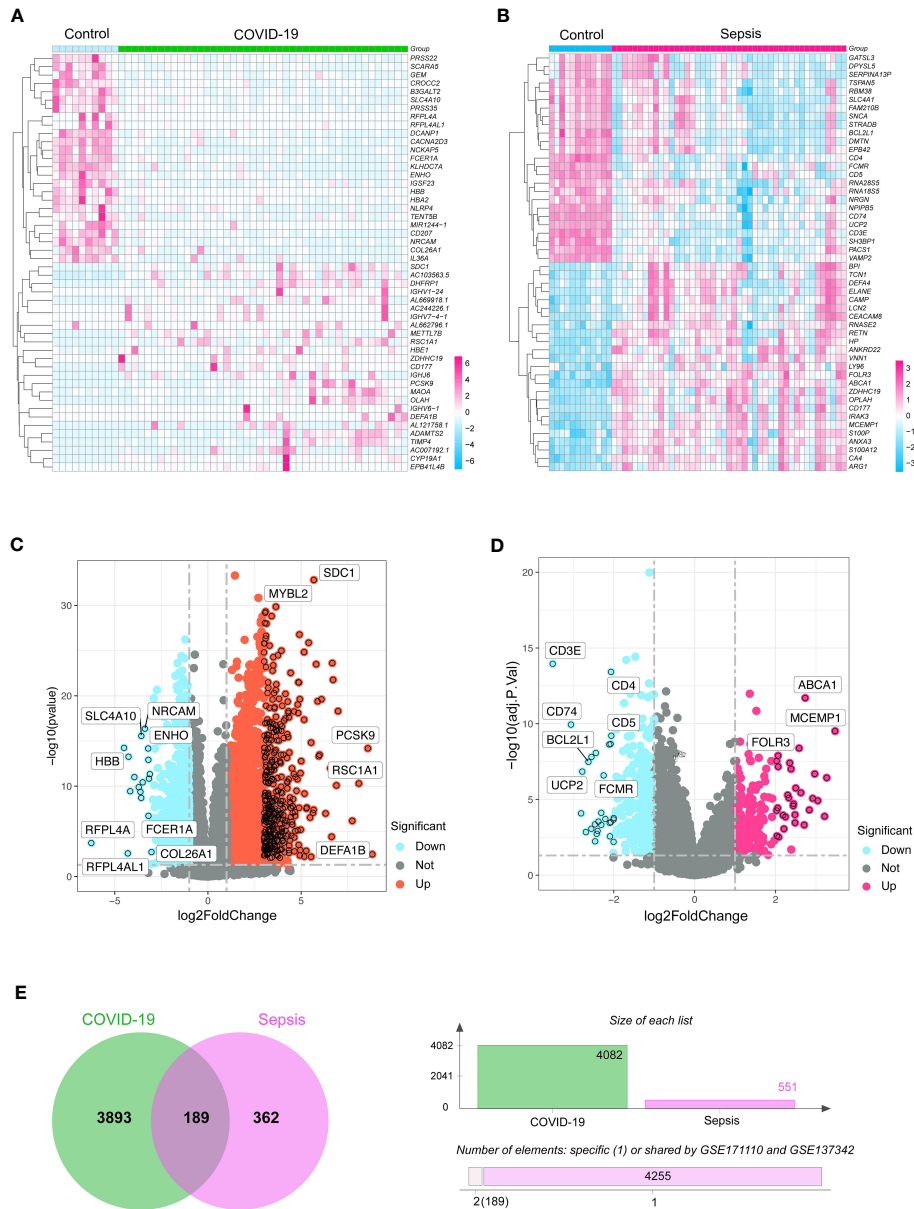 A
Control
COVID-19
Group
PRSS22
SCARA5
GEM
CROCC2
B3GALT2
SLC4A10
PRSS35
RFPL4A
RFPL4AL1
DCANP1
CACNA2D3
NCKAP5
FCER1A
KLHDC7A
ENHO
IGSF23
HBB
HBA2
NLRP4
TENT5B
MIR1244−1
CD207
NRCAM
COL26A1
IL36A
SDC1
AC103563.5
DHFRP1
IGHV1−24
AL669918.1
AC244226.1
IGHV7−4−1
AL662796.1
METTL7B
RSC1A1
HBE1
ZDHHC19
CD177
IGHJ6
PCSK9
MAOA
OLAH
IGHV6−1
DEFA1B
AL121758.1
ADAMTS2
TIMP4
AC007192.1
CYP19A1
EPB41L4B
6
4
2
0
−2
−4
−6
B
Control
Sepsis
Group
GATSL3
DPYSL5
SERPINA13P
TSPAN5
RBM38
SLC4A1
FAM210B
SNCA
STRADB
BCL2L1
DMTN
EPB42
CD4
FCMR
CD5
RNA28S5
RNA18S5
NRGN
NPIPB5
CD74
UCP2
CD3E
SH3BP1
PACS1
VAMP2
BPI
TCN1
DEFA4
ELANE
CAMP
LCN2
CEACAM8
RNASE2
RETN
HP
ANKRD22
VNN1
LY96
FOLR3
ABCA1
ZDHHC19
OPLAH
CD177
IRAK3
MCEMP1
S100P
ANXA3
S100A12
CA4
ARG1
3
2
1
0
−1
−2
−3
C
−log10(pvalue)
30
20
10
0
−5
0
5
log2FoldChange
SDC1
MYBL2
SLC4A10
NRCAM
ENHO
HBB
PCSK9
RSC1A1
RFPL4A
FCER1A
RFPL4AL1
COL26A1
DEFA1B
Significant
Down
Not
Up
D
−log10(adj.P.Val)
20
15
10
5
0
−2
0
2
log2FoldChange
CD3E
CD4
CD74
CD5
BCL2L1
UCP2
FCMR
ABCA1
MCEMP1
FOLR3
Significant
Down
Not
Up
E
COVID-19
Sepsis
3893
189
362
Size of each list
4082
2041
0
4082
551
COVID-19
Sepsis
Number of elements: specific (1) or shared by GSE171110 and GSE137342
4255
2(189)
1